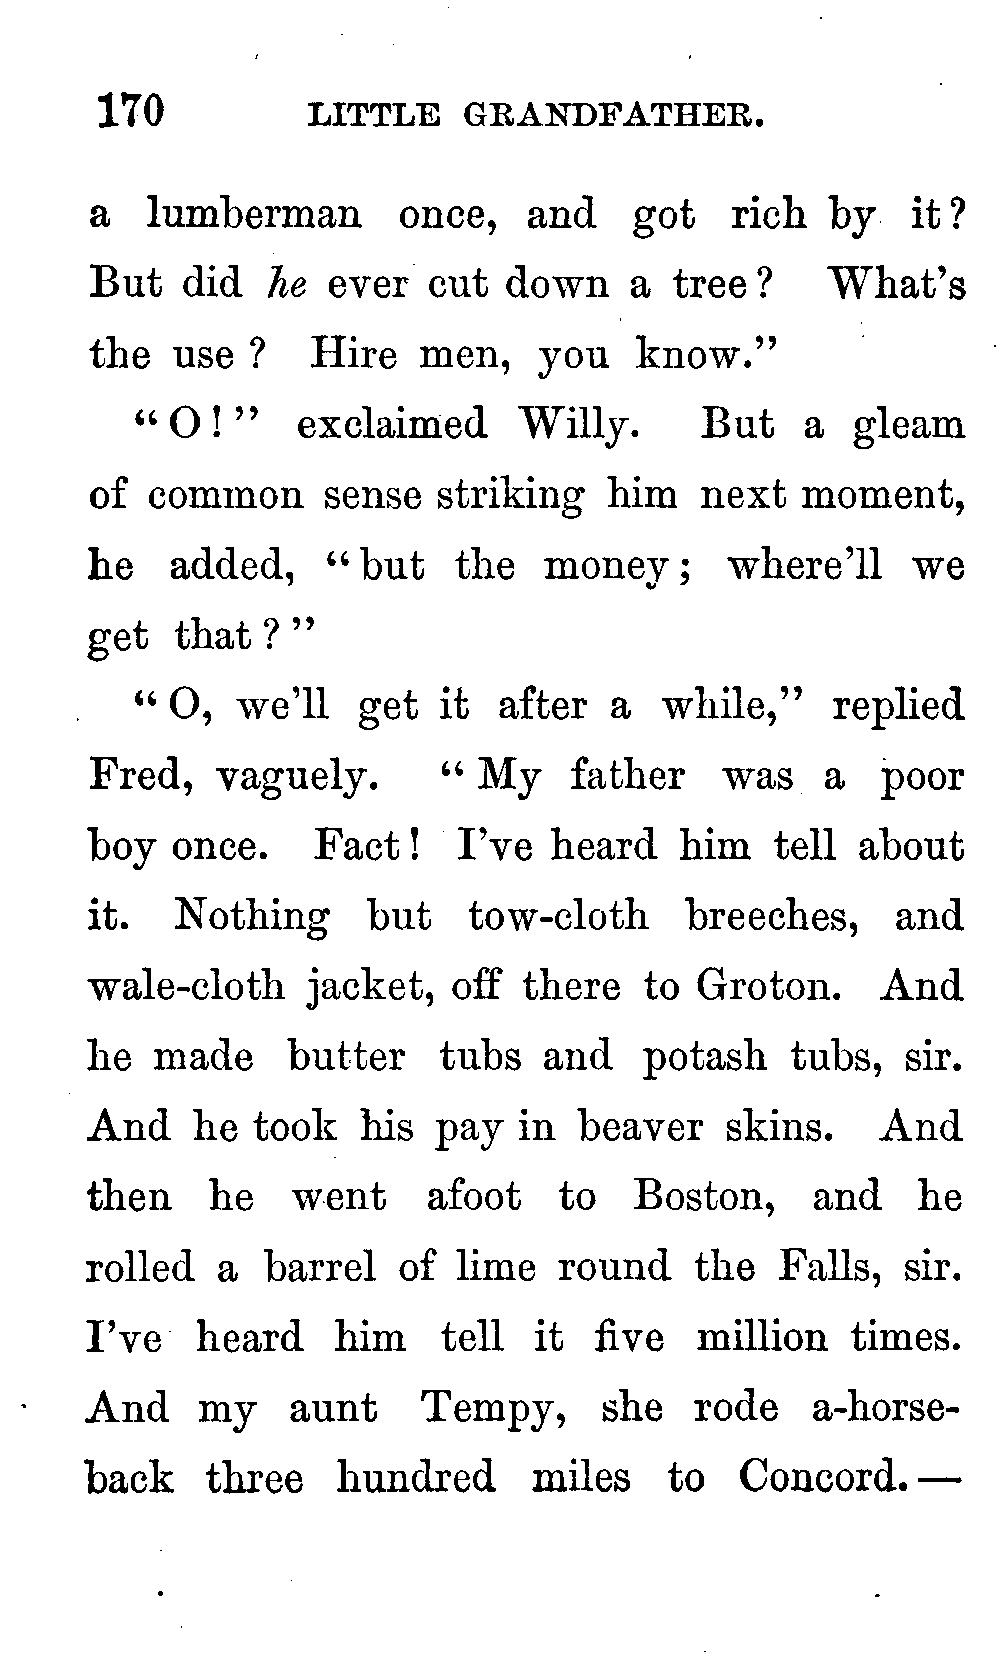 170 LITTLE GRANDFATHER.
a lumberman once, and got rich by it?
But did he ever cut down a tree? What's
the use? Hire men, you know."
"O!" exclaimed Willy. But a gleam
of common sense striking him next moment,
he added, "but the money; where'll we
get that?"
"O, we'll get it after a while," replied
Fred, vaguely. "My father was a poor
boy once. Fact! I've heard him tell about
it. Nothing but tow-cloth breeches, and
wale-cloth jacket, off there to Groton. And
he made butter tubs and potash tubs, sir.
And he took his pay in beaver skins. And
then he went afoot to Boston, and he
rolled a barrel of lime round the Falls, sir.
I've heard him tell it five million times.
And my aunt Tempy, she rode a-horse-
back three hundred miles to Concord.—